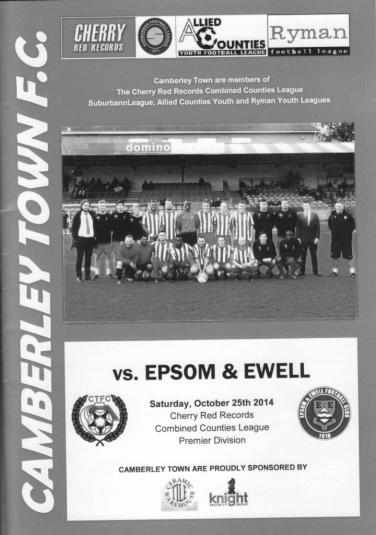 CAMBERLEY TOWN F.C.
CHERRY
RED RECORDS
ALLIED
COUNTIES
YOUTH FOOTBALL LEAGUE
Ryman
football league
Camberley Town are members of
The Cherry Red Records Combined Counties League
SuburbannLeague, Allied Counties Youth and Ryman Youth Leagues
domino
vs. EPSOM & EWELL
Saturday, October 25th 2014
Cherry Red Records
Combined Counties League
Premier Division
CTFC
EPSOM & EWELL FOOTBALL CLUB
E E
CAMBERLEY TOWN ARE PROUDLY SPONSORED BY
CERAMIC
TILE
WAREHOUSE
knight